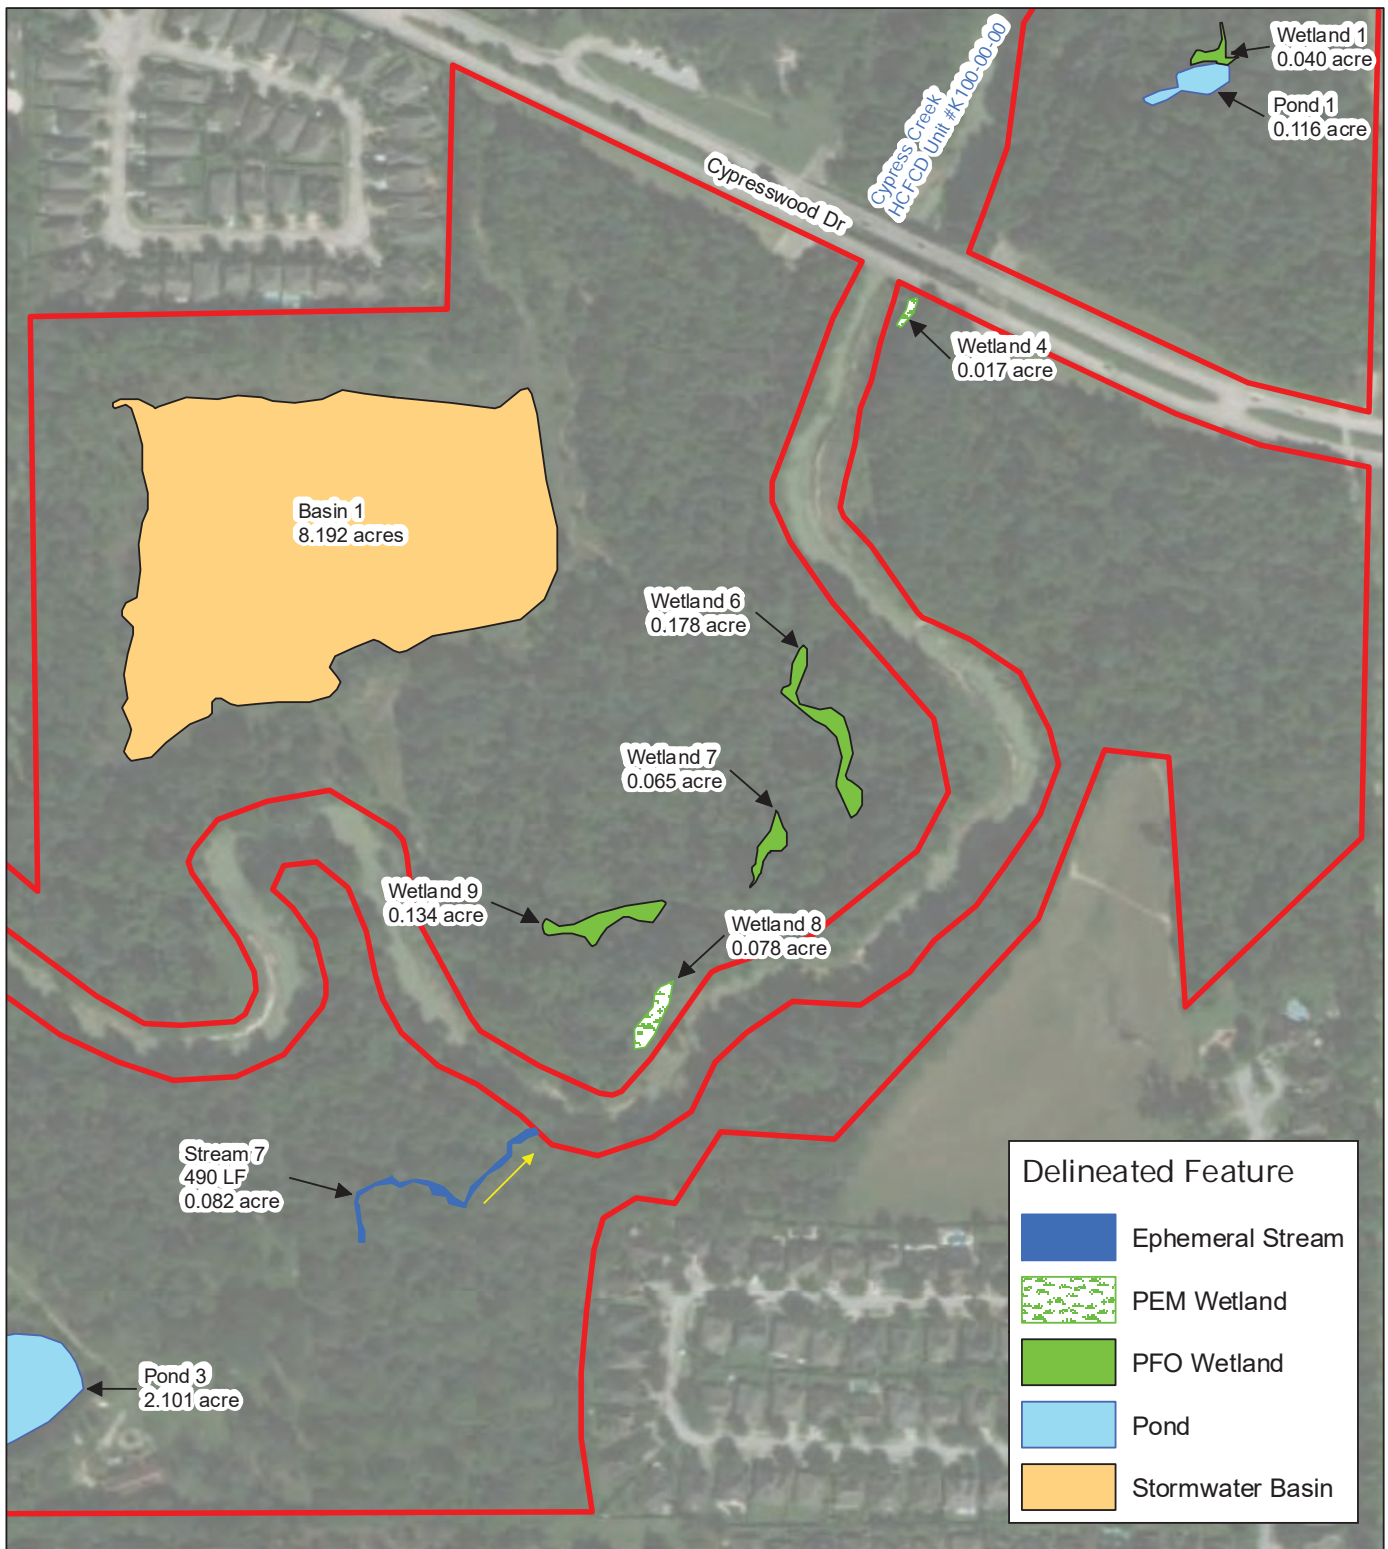 Wetland 1
0.040 acre
Pond 1
0.116 acre
Cypress Creek
HCFCD Unit #K100-00-00
Cypresswood Dr
Wetland 4
0.017 acre
Basin 1
8.192 acres
Wetland 6
0.178 acre
Wetland 7
0.065 acre
Wetland 9
0.134 acre
Wetland 8
0.078 acre
Stream 7
490 LF
0.082 acre
Pond 3
2.101 acre
Delineated Feature
Ephemeral Stream
PEM Wetland
PFO Wetland
Pond
Stormwater Basin